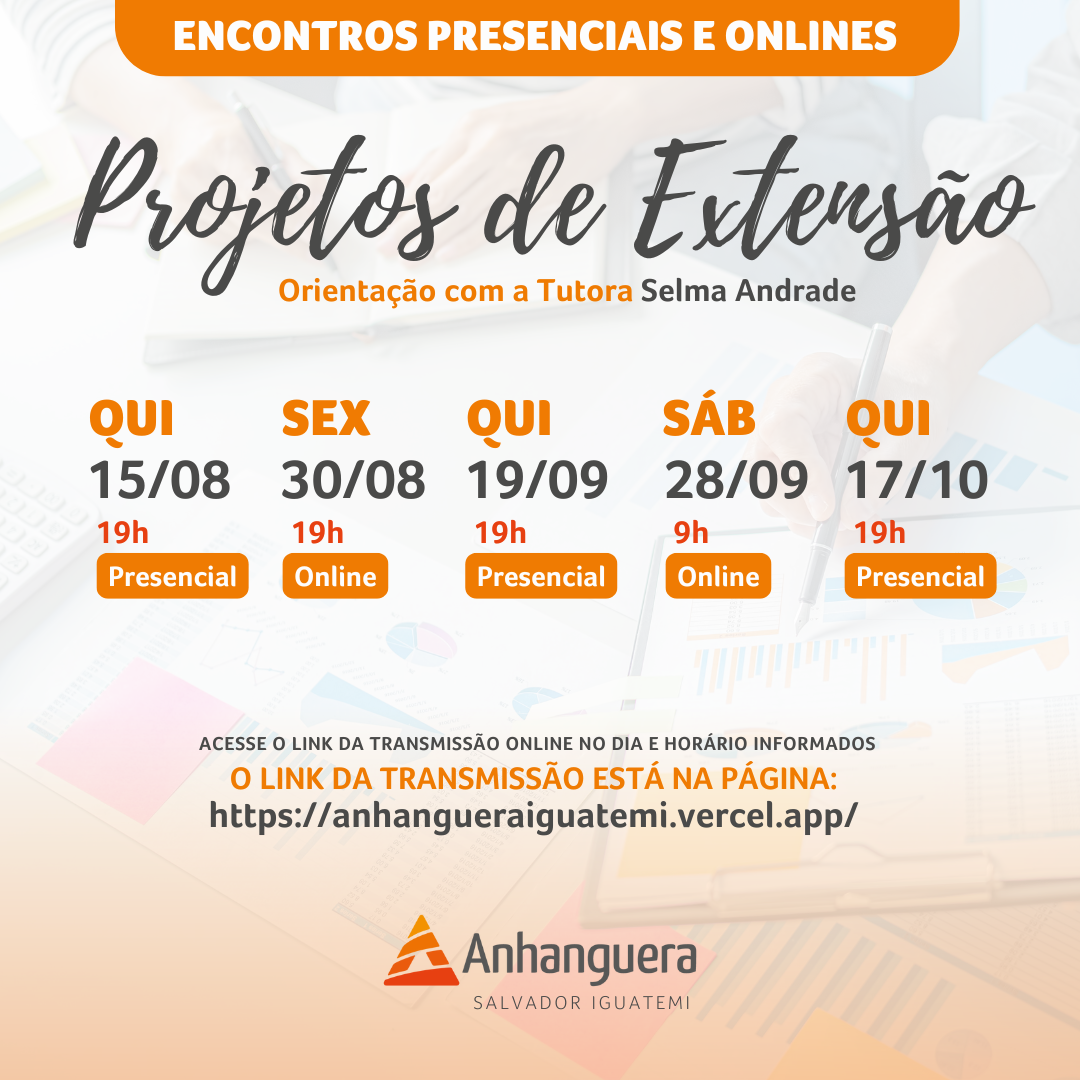 ENCONTROS PRESENCIAIS E ONLINES
Projetos de Extensão
Orientação com a Tutora Selma Andrade
QUI SEX QUI SÁB QUI
15/08 30/08 19/09 28/09 17/10
19h 19h 19h 9h 19h
Presencial Online Presencial Online Presencial
ACESSE O LINK DA TRANSMISSÃO ONLINE NO DIA E HORÁRIO INFORMADOS
O LINK DA TRANSMISSÃO ESTÁ NA PÁGINA:
https://anhangueraiguatemi.vercel.app/
Anhanguera
SALVADOR IGUATEMI